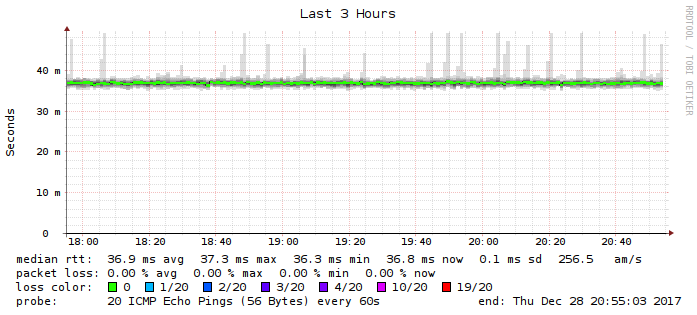 Last 3 Hours
RRDTOOL / TOBI OETIKER
Seconds
40 m
30 m
20 m
10 m
0
18:00 18:20 18:40 19:00 19:20 19:40 20:00 20:20 20:40
median rtt: 36.9 ms avg 37.3 ms max 36.3 ms min 36.8 ms now 0.1 ms sd 256.5 am/s
packet loss: 0.00 % avg 0.00 % max 0.00 % min 0.00 % now
loss color: 0 1/20 2/20 3/20 4/20 10/20 19/20
probe: 20 ICMP Echo Pings (56 Bytes) every 60s end: Thu Dec 28 20:55:03 2017